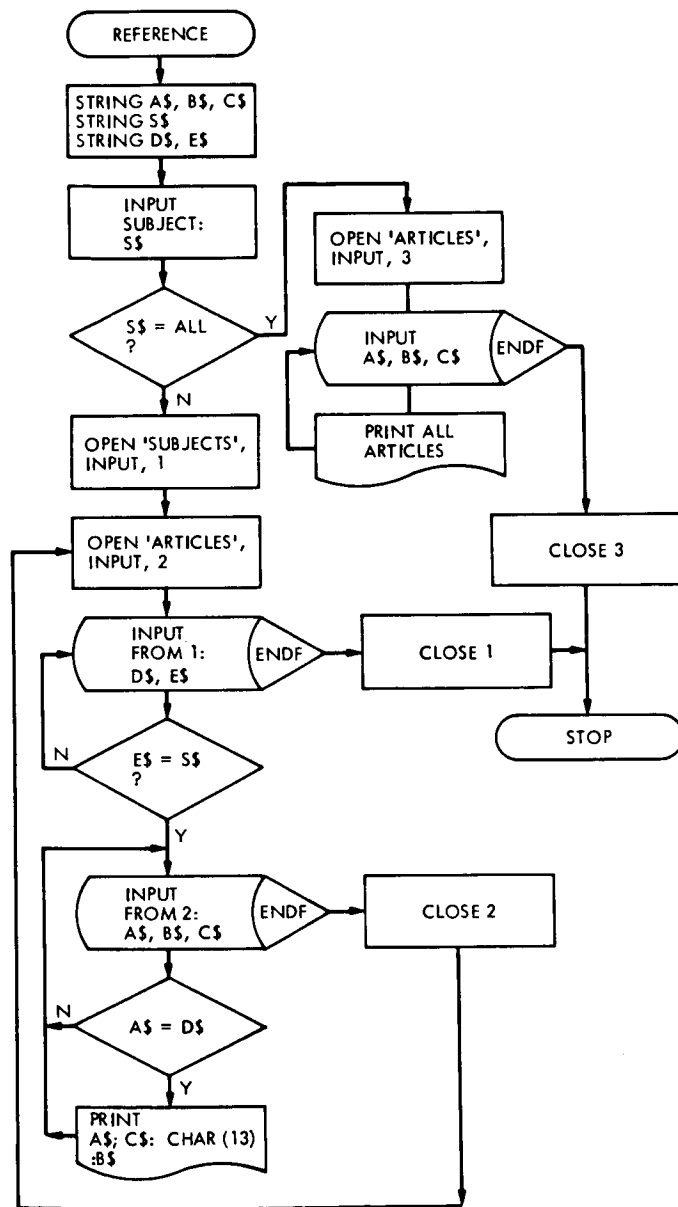 REFERENCE
STRING A$, B$, C$
STRING S$
STRING D$, E$
INPUT
SUBJECT:
S$
S$ = ALL
?
Y
N
OPEN 'ARTICLES',
INPUT, 3
INPUT
A$, B$, C$
ENDF
PRINT ALL
ARTICLES
CLOSE 3
OPEN 'SUBJECTS',
INPUT, 1
OPEN 'ARTICLES',
INPUT, 2
INPUT
FROM 1:
D$, E$
ENDF
CLOSE 1
STOP
E$ = S$
?
N
Y
INPUT
FROM 2:
A$, B$, C$
ENDF
CLOSE 2
A$ = D$
N
Y
PRINT
A$; C$: CHAR (13)
:B$